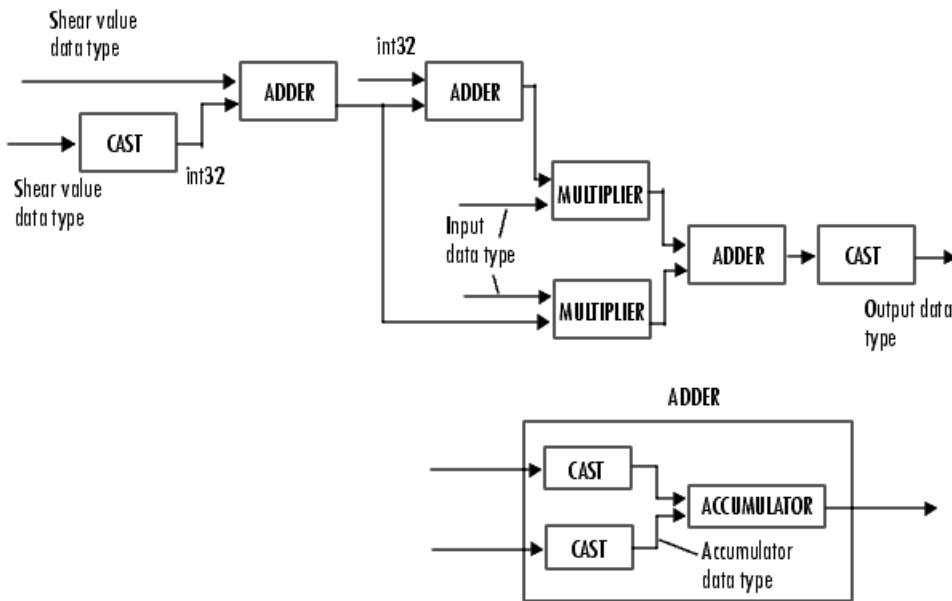 Shear value
data type
int32
ADDER
ADDER
CAST
int32
Shear value
data type
MULTIPLIER
Input
data type
ADDER
CAST
MULTIPLIER
Output data
type
ADDER
CAST
ACCUMULATOR
CAST
Accumulator
data type